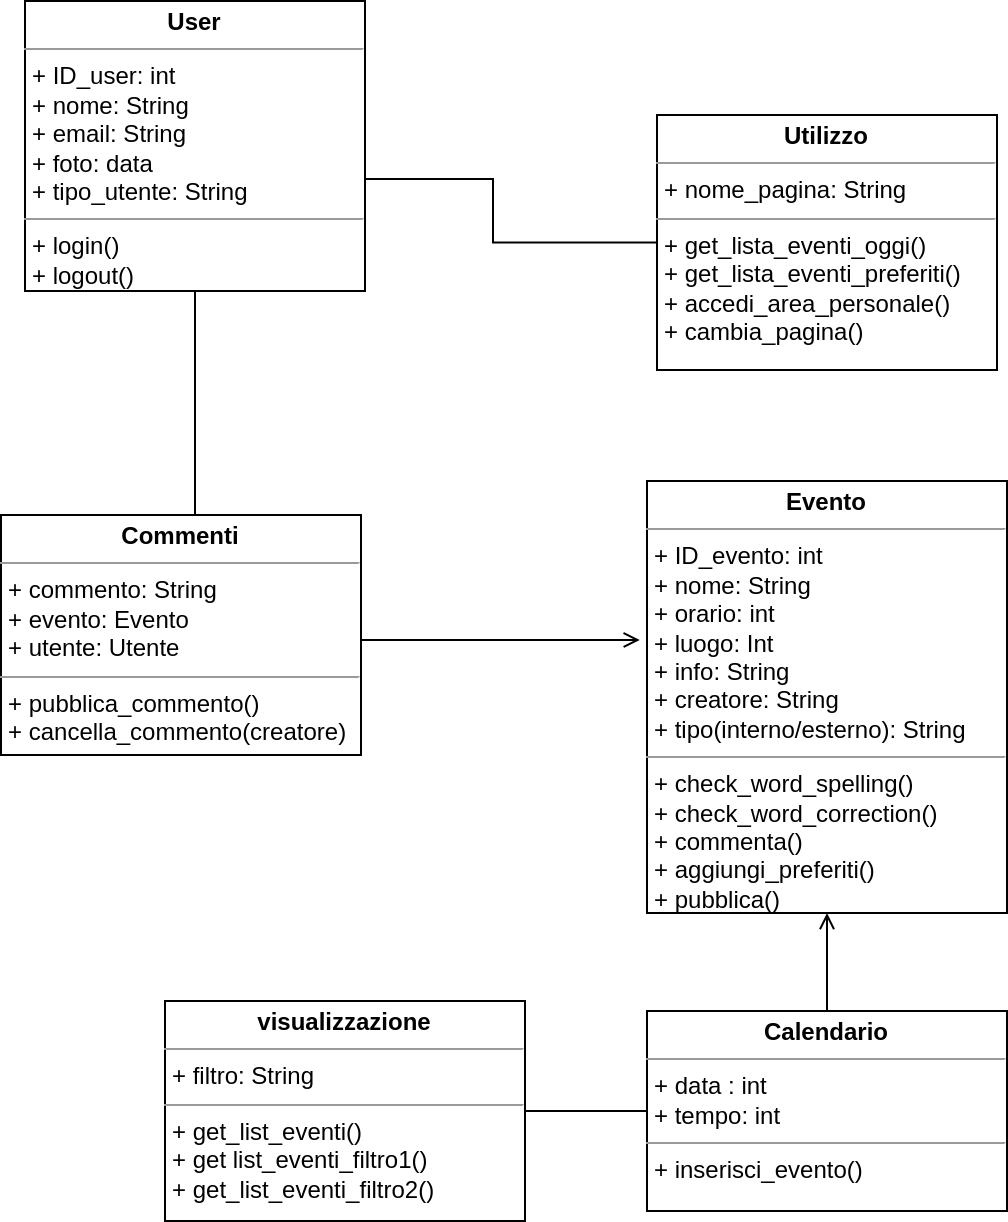 User
+ ID_user: int
+ nome: String
+ email: String
+ foto: data
+ tipo_utente: String
+ login()
+ logout()
Utilizzo
+ nome_pagina: String
+ get_lista_eventi_oggi()
+ get_lista_eventi_preferiti()
+ accedi_area_personale()
+ cambia_pagina()
Commenti
+ commento: String
+ evento: Evento
+ utente: Utente
+ pubblica_commento()
+ cancella_commento(creatore)
Evento
+ ID_evento: int
+ nome: String
+ orario: int
+ luogo: Int
+ info: String
+ creatore: String
+ tipo(interno/esterno): String
+ check_word_spelling()
+ check_word_correction()
+ commenta()
+ aggiungi_preferiti()
+ pubblica()
visualizzazione
+ filtro: String
+ get_list_eventi()
+ get list_eventi_filtro1()
+ get_list_eventi_filtro2()
Calendario
+ data : int
+ tempo: int
+ inserisci_evento()